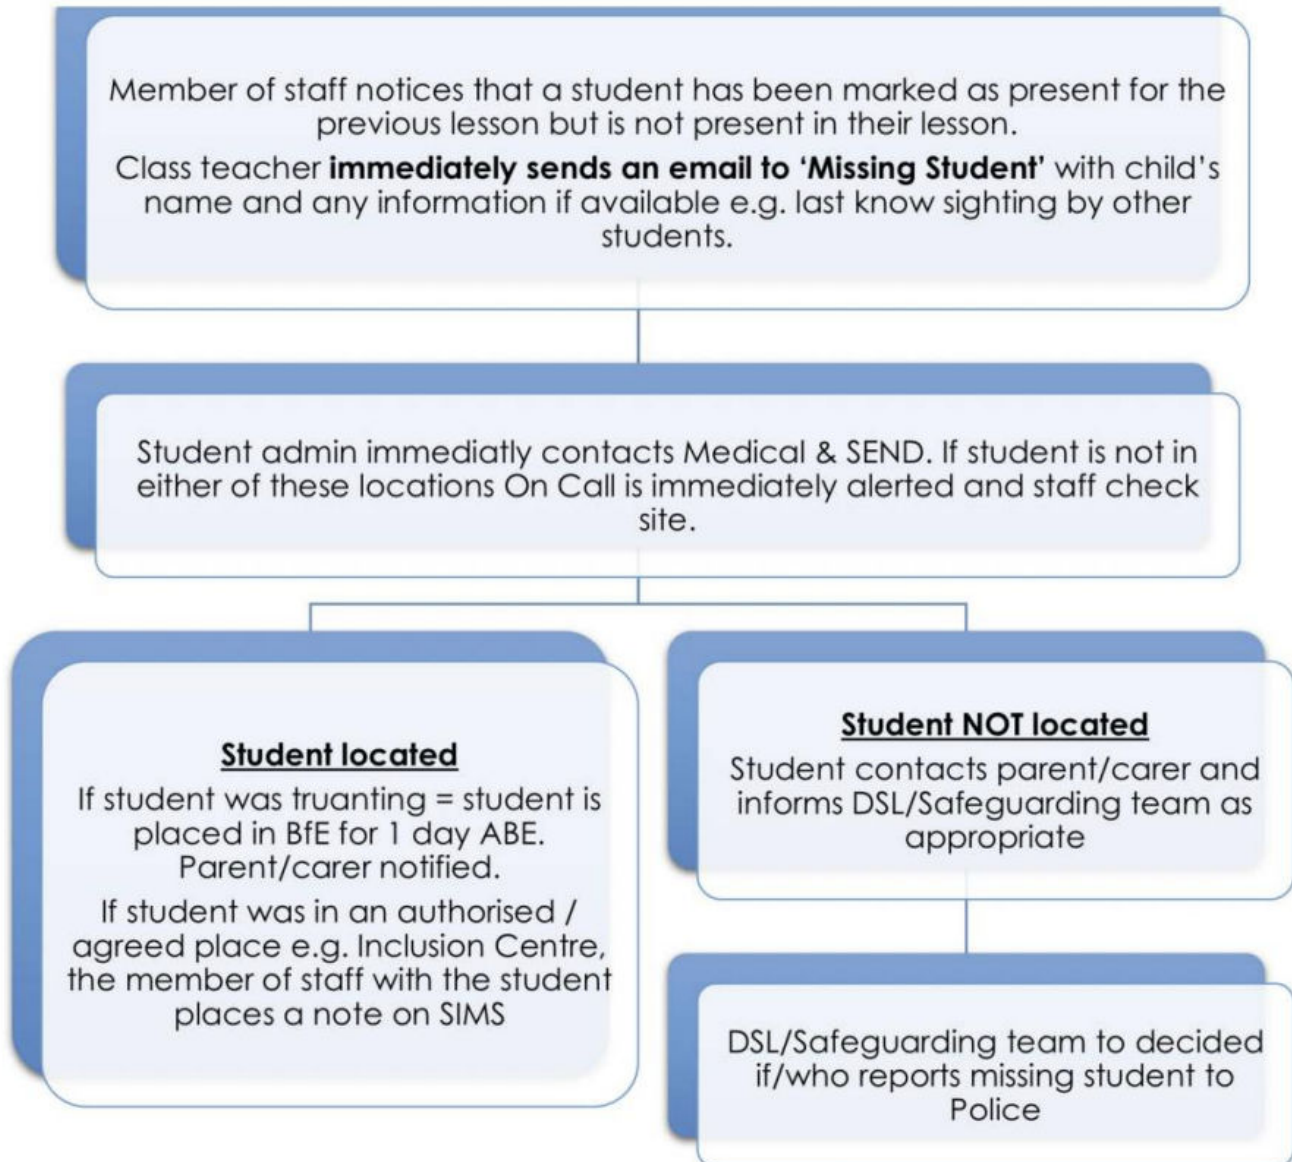 Member of staff notices that a student has been marked as present for the
previous lesson but is not present in their lesson.
Class teacher immediately sends an email to ‘Missing Student’ with child’s
name and any information if available e.g. last know sighting by other
students.
Student admin immediatly contacts Medical & SEND. If student is not in
either of these locations On Call is immediately alerted and staff check
site.
Student located
If student was truanting = student is
placed in BfE for 1 day ABE.
Parent/carer notified.
If student was in an authorised /
agreed place e.g. Inclusion Centre,
the member of staff with the student
places a note on SIMS
Student NOT located
Student contacts parent/carer and
informs DSL/Safeguarding team as
appropriate
DSL/Safeguarding team to decided
if/who reports missing student to
Police